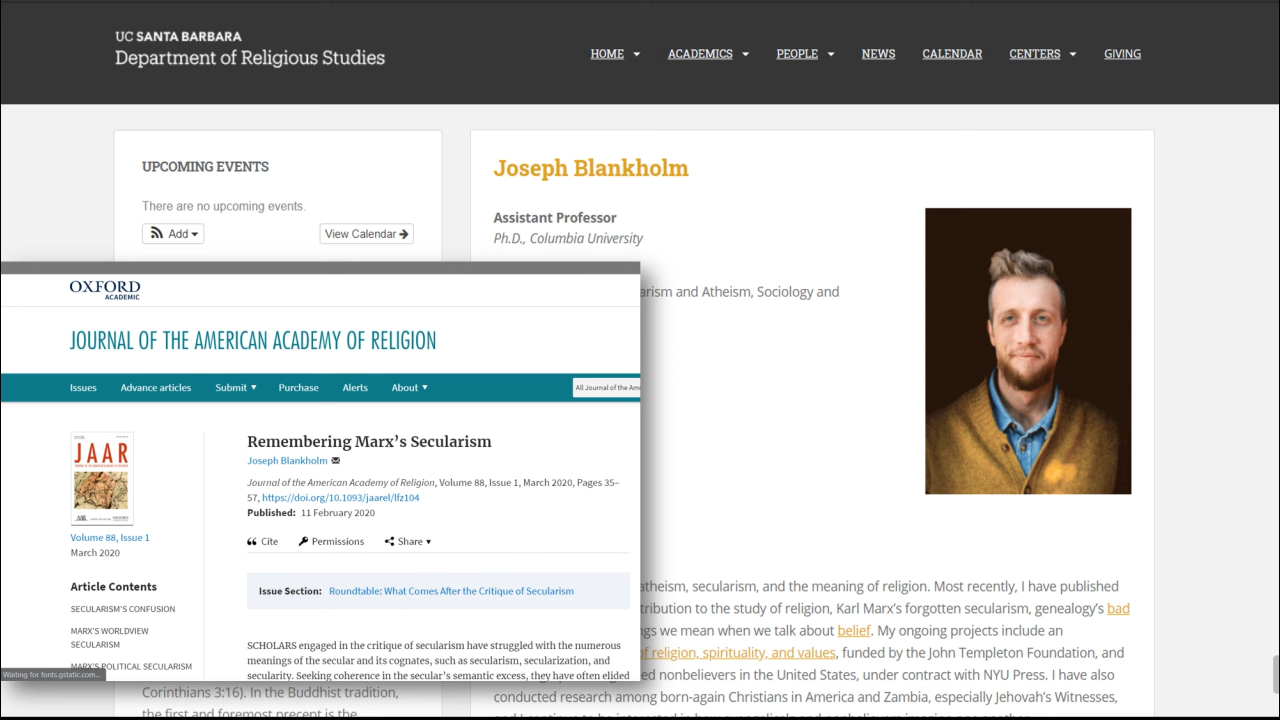 UC SANTA BARBARA
Department of Religious Studies
HOME ACADEMICS PEOPLE NEWS CALENDAR CENTERS GIVING
UPCOMING EVENTS
There are no upcoming events.
Add
View Calendar
Joseph Blankholm
Assistant Professor
Ph.D., Columbia University
arism and Atheism, Sociology and
OXFORD
ACADEMIC
JOURNAL OF THE AMERICAN ACADEMY OF RELIGION
Issues Advance articles Submit Purchase Alerts About
All Journal of the Ame
JAAR
Volume 88, Issue 1
March 2020
Article Contents
SECULARISM'S CONFUSION
MARX'S WORLDVIEW
SECULARISM
MARX'S POLITICAL SECULARISM
Remembering Marx's Secularism
Joseph Blankholm
Journal of the American Academy of Religion, Volume 88, Issue 1, March 2020, Pages 35–
57, https://doi.org/10.1093/jaarel/lfz104
Published: 11 February 2020
Cite Permissions Share
Issue Section: Roundtable: What Comes After the Critique of Secularism
SCHOLARS engaged in the critique of secularism have struggled with the numerous
meanings of the secular and its cognates, such as secularism, secularization, and
secularity. Seeking coherence in the secular's semantic excess, they have often elided
Waiting for fonts.gstatic.com...
atheism, secularism, and the meaning of religion. Most recently, I have published
tribution to the study of religion, Karl Marx's forgotten secularism, genealogy's bad
gs we mean when we talk about belief. My ongoing projects include an
of religion, spirituality, and values, funded by the John Templeton Foundation, and
ed nonbelievers in the United States, under contract with NYU Press. I have also
conducted research among born-again Christians in America and Zambia, especially Jehovah's Witnesses,
Corinthians 3:16). In the Buddhist tradition,
the first and foremost precept is the